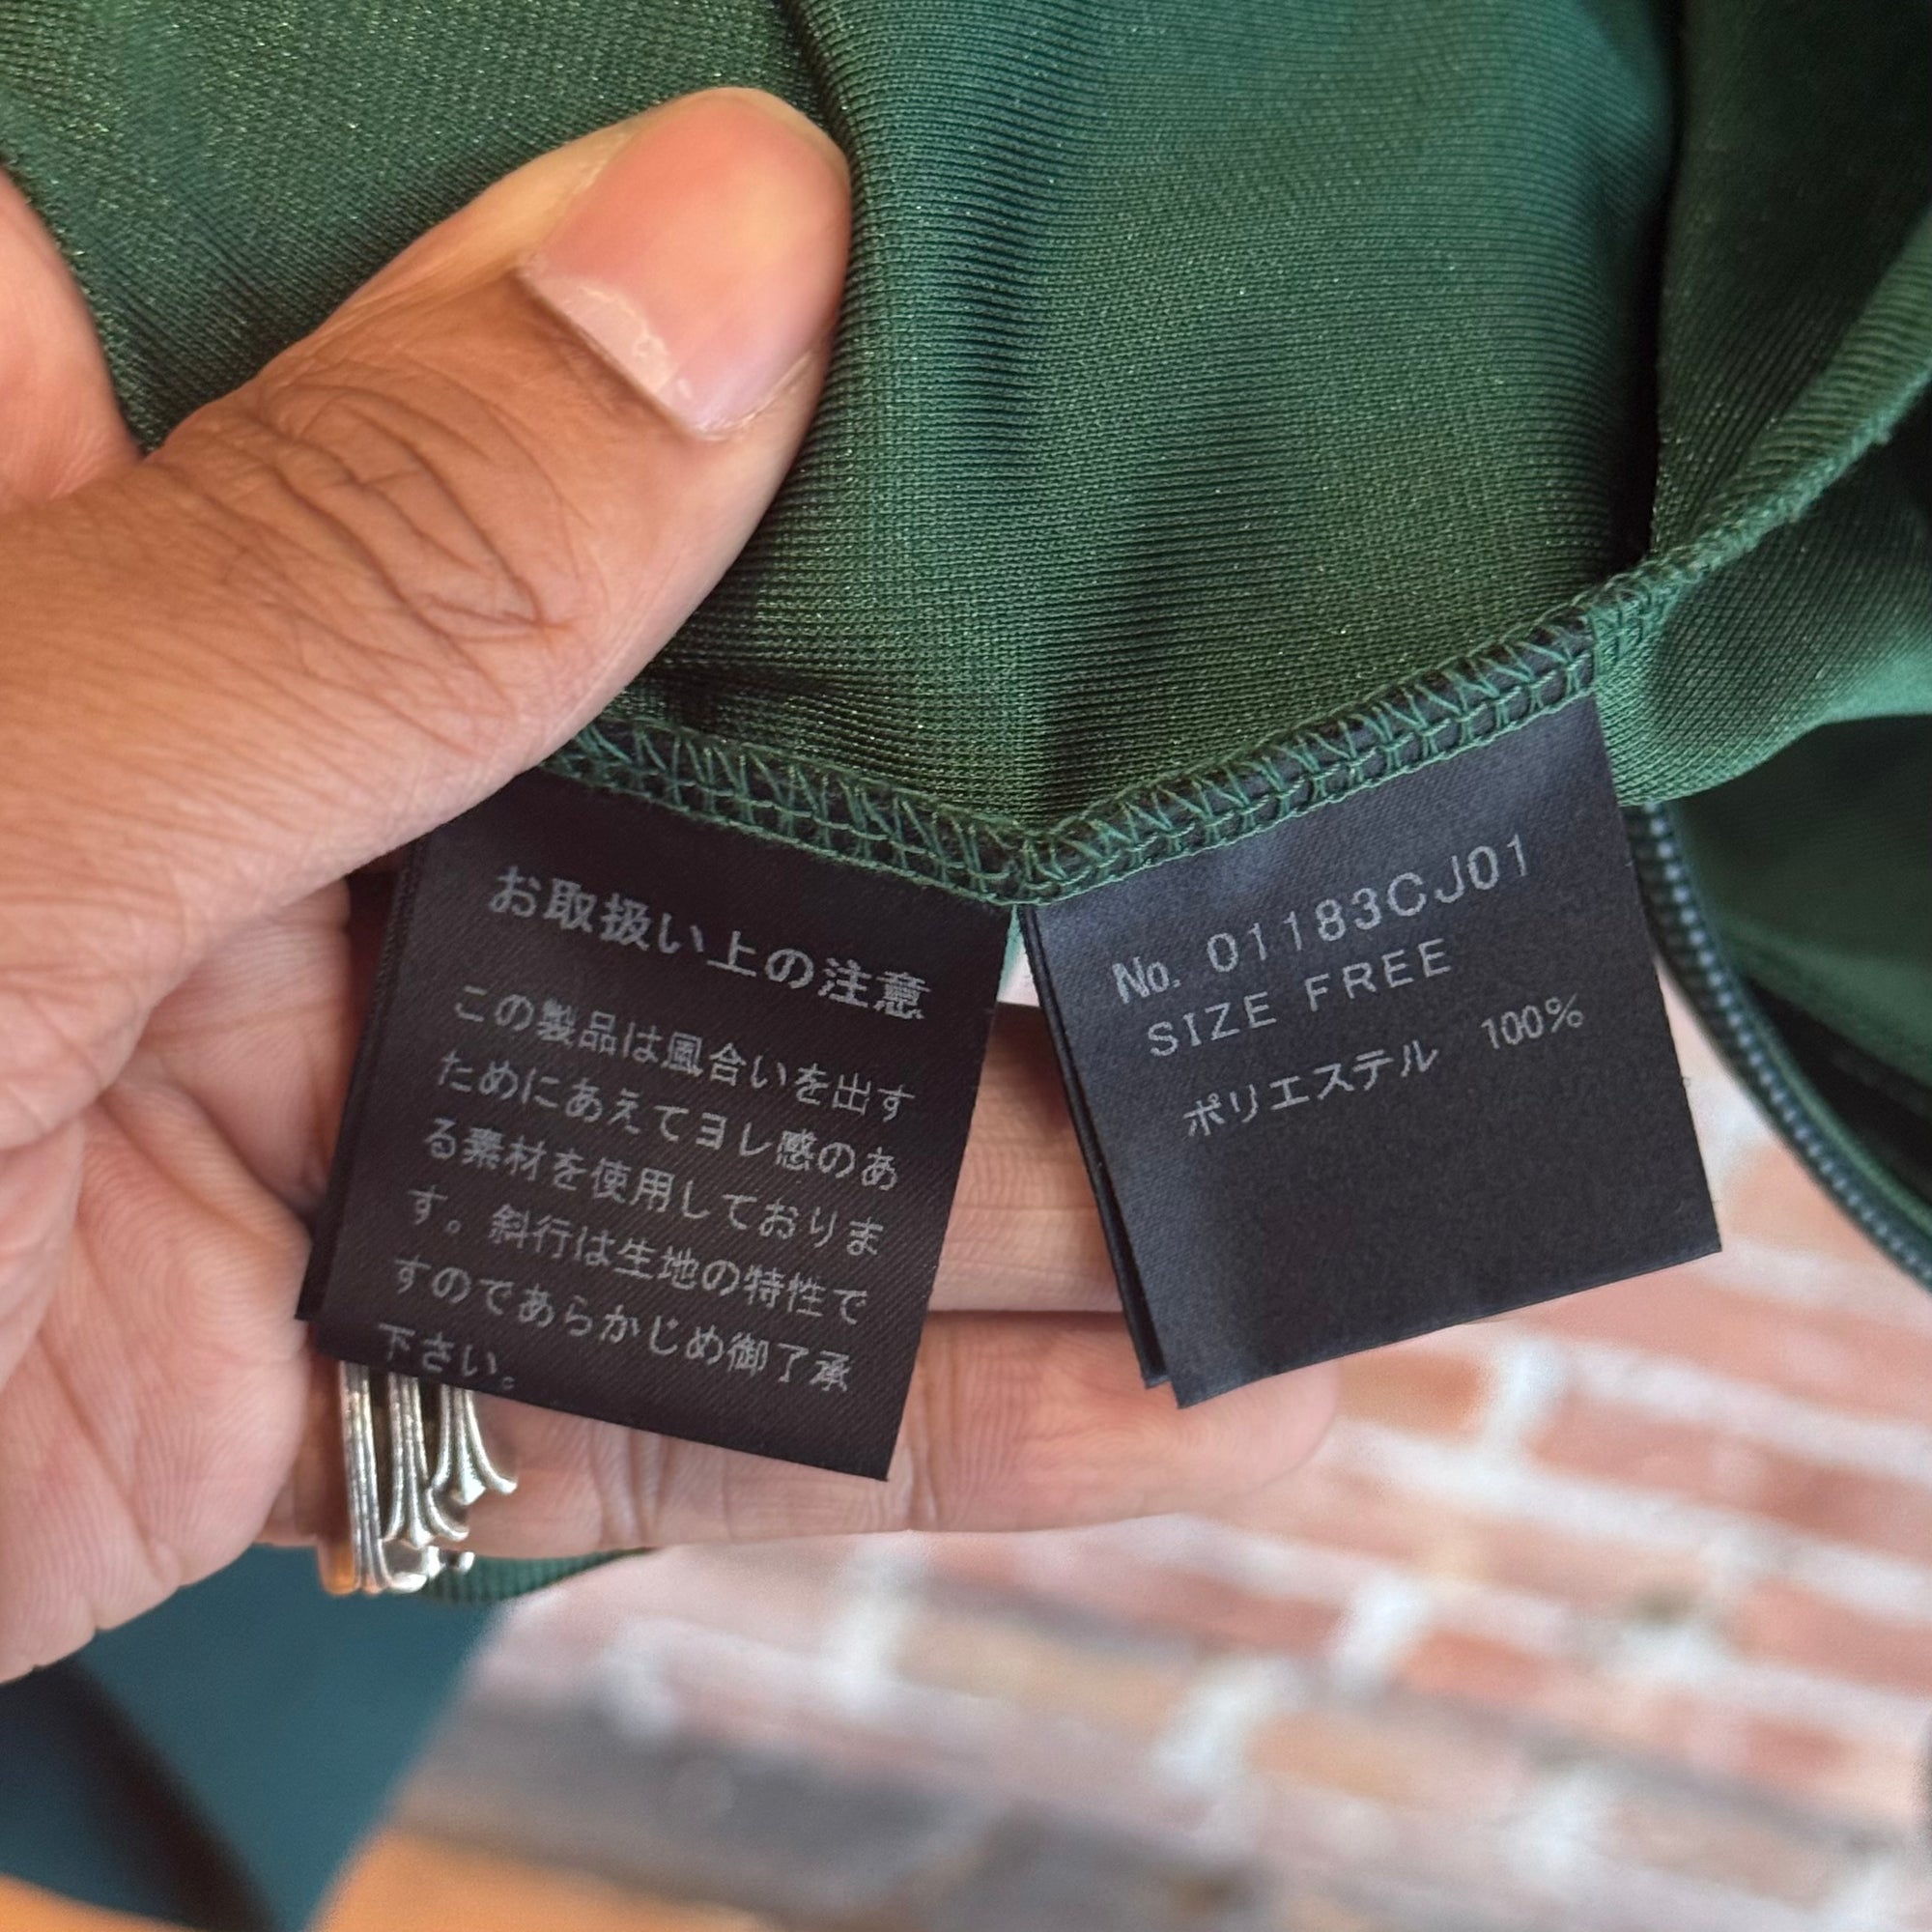 お取扱い上の注意
この製品は風合いを出す
ためにあえてヨレ感のあ
る素材を使用しておりま
す。斜行は生地の特性で
すのであらかじめ御了承
下さい。
No. 01183CJ01
SIZE FREE
ポリエステル 100%